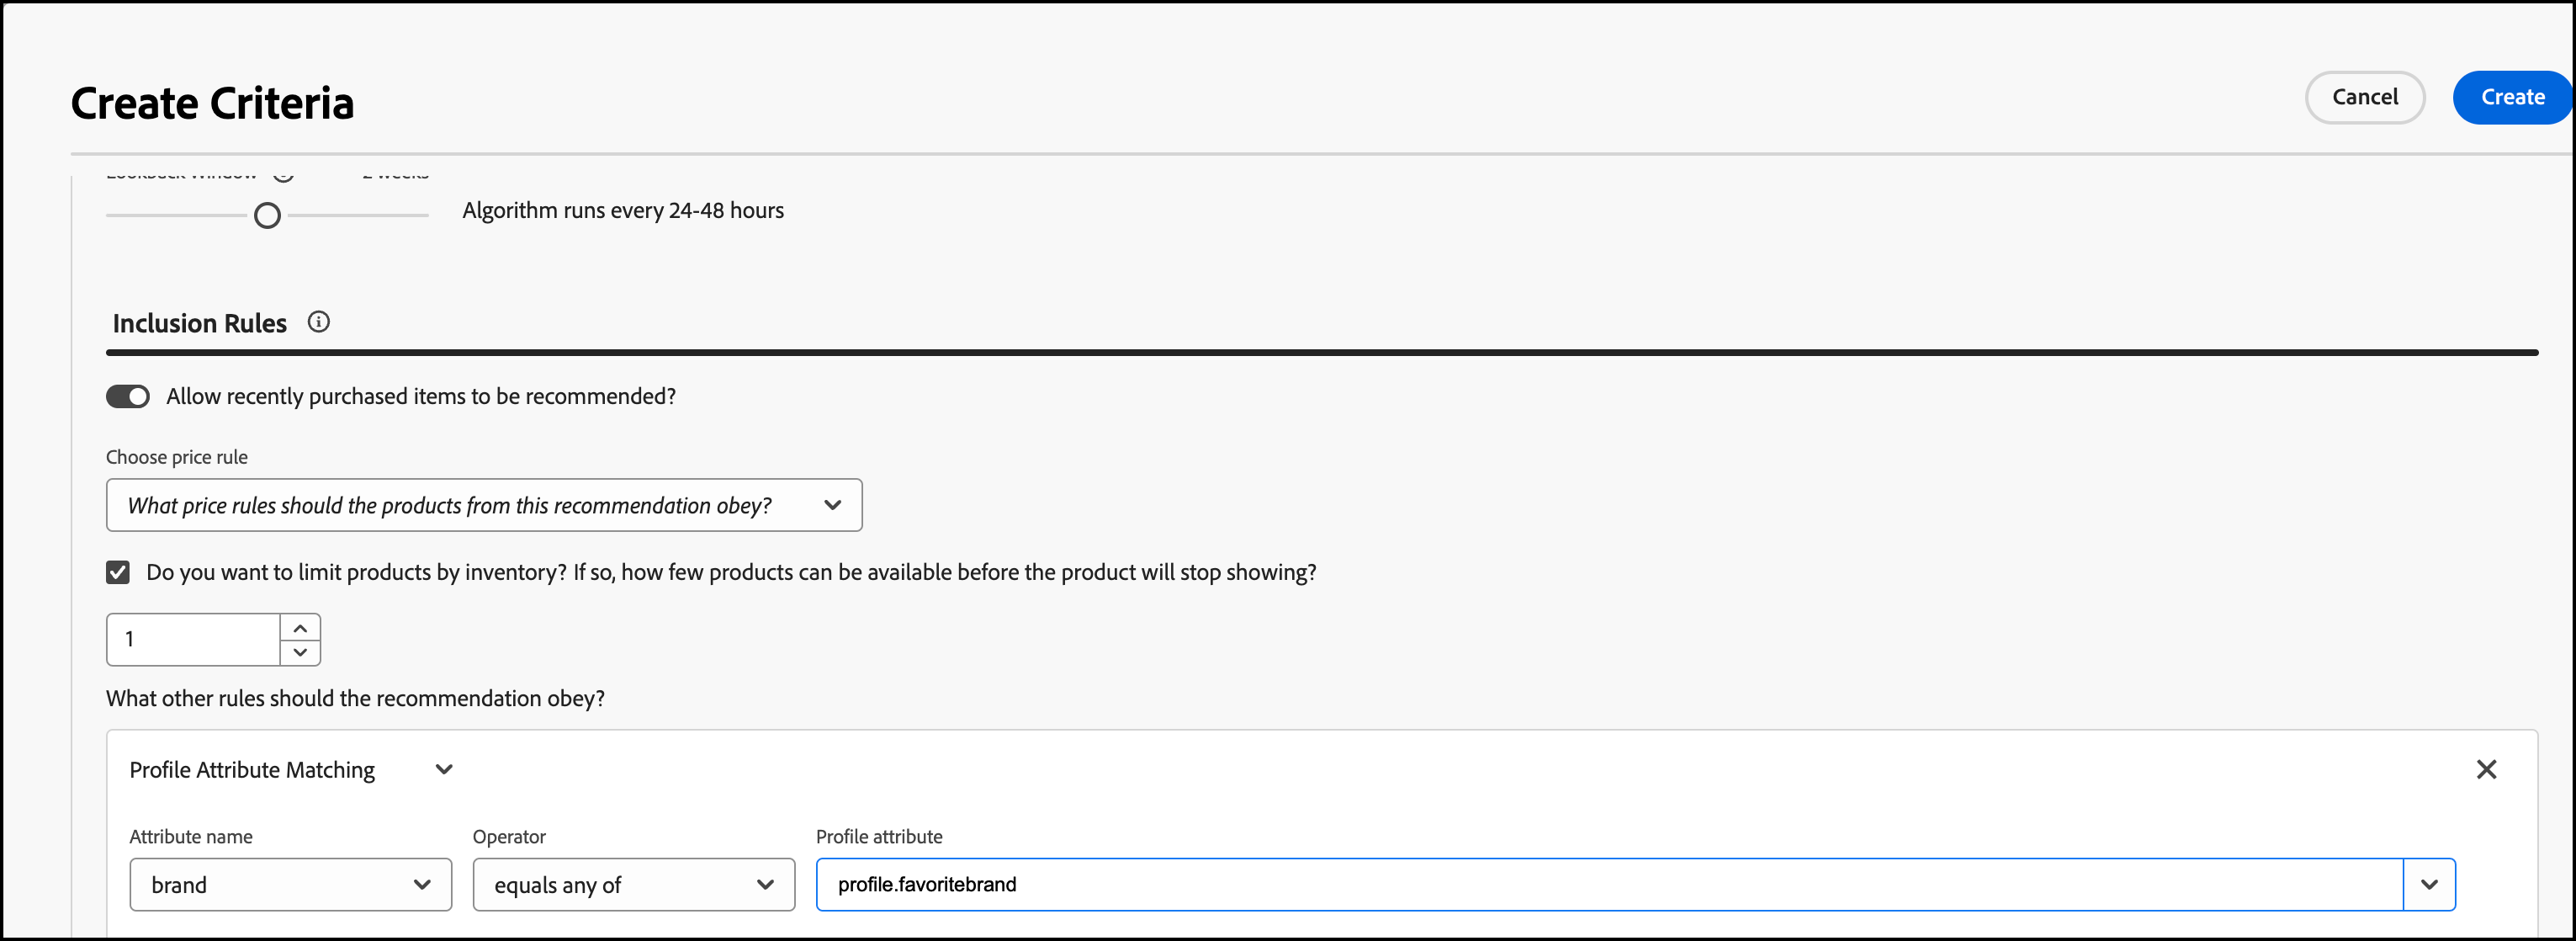 Create Criteria
Cancel
Create
Lookback Window 2 weeks
Algorithm runs every 24-48 hours
Inclusion Rules
Allow recently purchased items to be recommended?
Choose price rule
What price rules should the products from this recommendation obey?
Do you want to limit products by inventory? If so, how few products can be available before the product will stop showing?
1
What other rules should the recommendation obey?
Profile Attribute Matching
Attribute name Operator Profile attribute
brand equals any of profile.favoritebrand